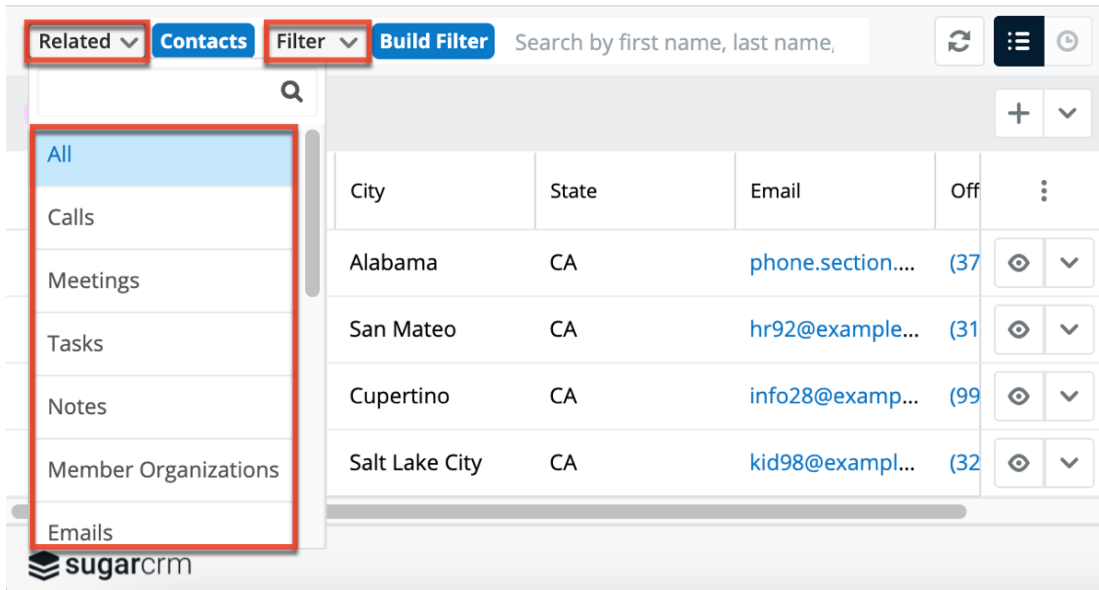 Related Contacts Filter Build Filter Search by first name, last name,
All
Calls
Meetings
Tasks
Notes
Member Organizations
Emails
City State Email Off
Alabama CA phone.section.... (37
San Mateo CA hr92@example... (31
Cupertino CA info28@examp... (99
Salt Lake City CA kid98@exampl... (32
sugarcrm